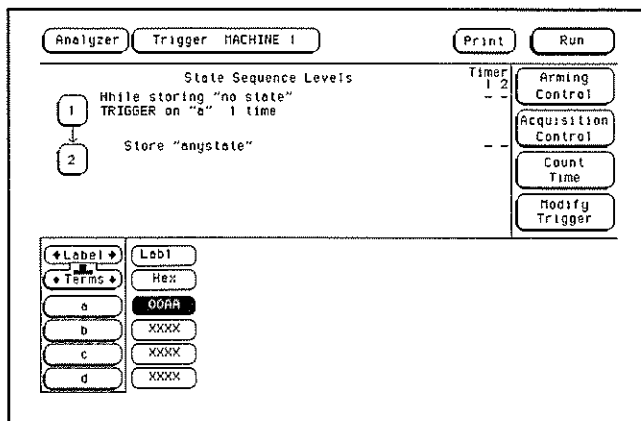 Analyzer Trigger MACHINE 1 Print Run
State Sequence Levels
Timer
1 2
1 While storing "no state"
TRIGGER on "a" 1 time
- -
2 Store "anystate"
- -
Arming
Control
Acquisition
Control
Count
Time
Modify
Trigger
Label Lab1
Terms Hex
a 00AA
b XXXX
c XXXX
d XXXX